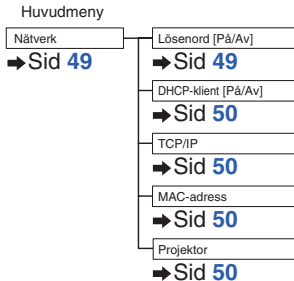 Huvudmeny
Nätverk
➡Sid 49
Lösenord [På/Av]
➡Sid 49
DHCP-klient [På/Av]
➡Sid 50
TCP/IP
➡Sid 50
MAC-adress
➡Sid 50
Projektor
➡Sid 50